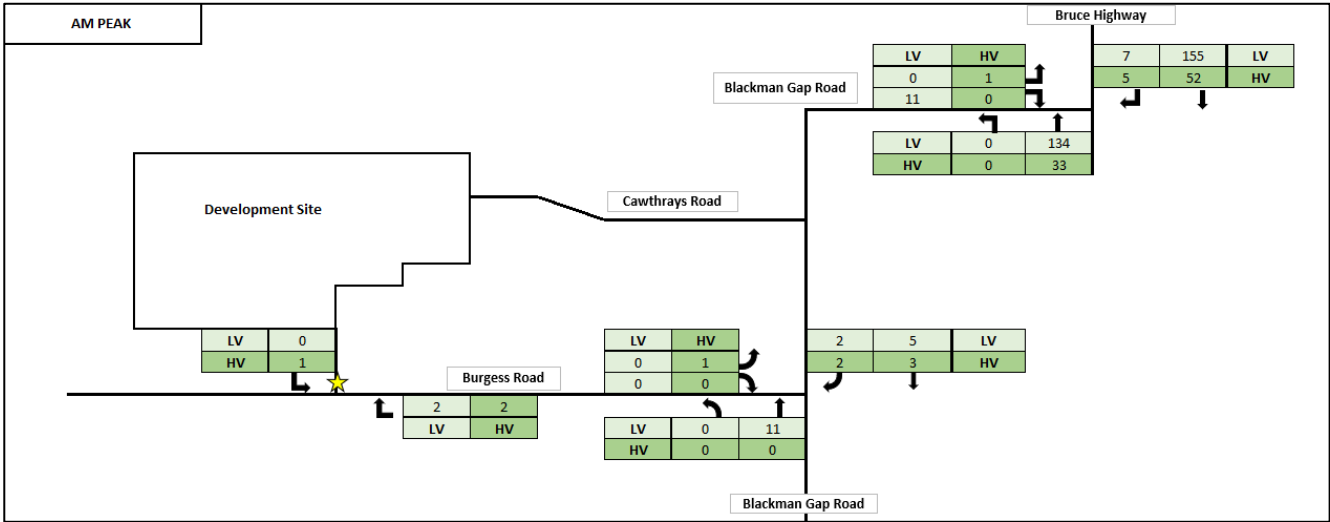 AM PEAK
Bruce Highway
LV HV
0 1
11 0
7 155 LV
5 52 HV
Blackman Gap Road
LV 0 134
HV 0 33
Development Site
Cawthrays Road
LV 0
HV 1
LV HV
0 1
0 0
2 5 LV
2 3 HV
Burgess Road
2 2
LV HV
LV 0 11
HV 0 0
Blackman Gap Road